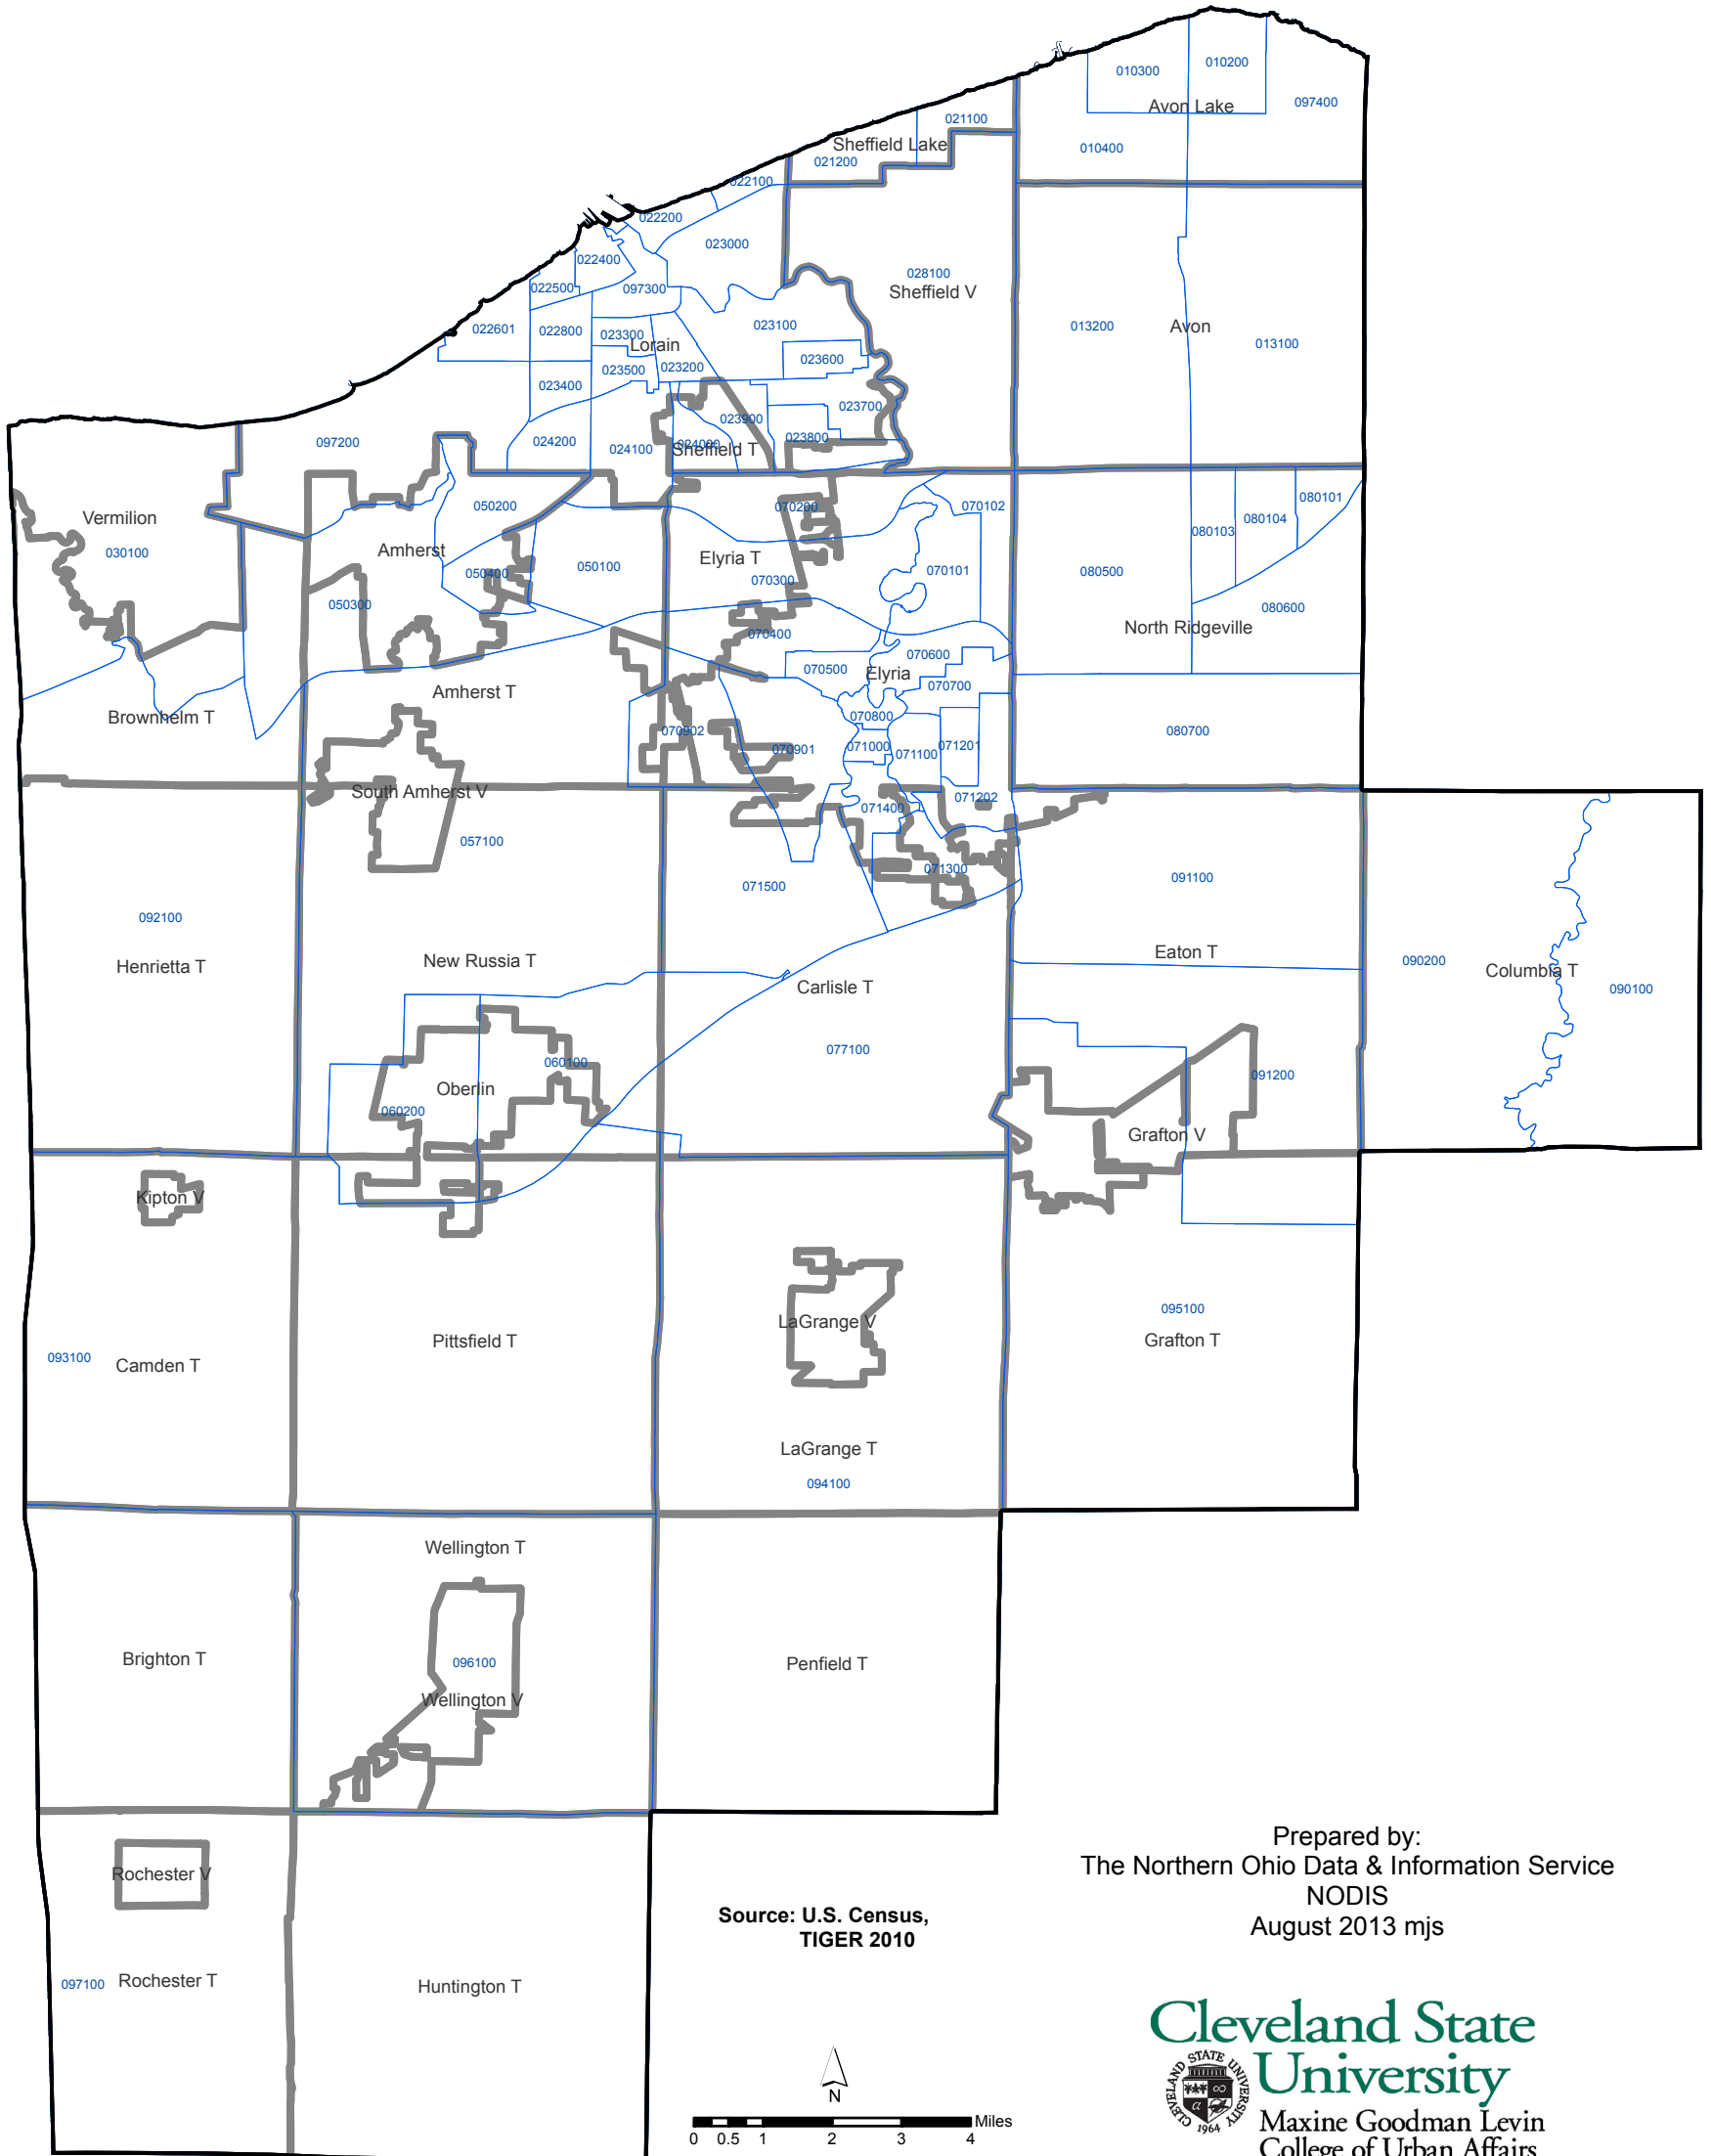 010300
010200
097400
Avon Lake
010400
021100
Sheffield Lake
021200
022100
022200
023000
022400
028100
Sheffield V
022500
097300
022601
022800
023300
023100
013200
Avon
013100
Lorain
023600
023500
023200
023400
023900
023700
097200
024200
024100
024000
Sheffield T
023800
Vermilion
030100
050200
070200
070102
080101
080104
080103
Amherst
Elyria T
050400
050100
070300
070101
080500
050300
080600
070400
North Ridgeville
070500
070600
Elyria
070700
Amherst T
Brownhelm T
070800
070902
070901
071000
071100
071201
080700
South Amherst V
071202
071400
057100
071500
071300
091100
092100
Henrietta T
New Russia T
Carlisle T
Eaton T
090200
Columbia T
090100
060100
077100
Oberlin
060200
091200
Grafton V
Kipton V
LaGrange V
095100
Grafton T
Pittsfield T
093100
Camden T
LaGrange T
094100
Wellington T
Brighton T
096100
Penfield T
Wellington V
Rochester V
097100
Rochester T
Huntington T
Source: U.S. Census,
TIGER 2010
Prepared by:
The Northern Ohio Data & Information Service
NODIS
August 2013 mjs
N
Miles
0 0.5 1 2 3 4
Cleveland State
University
CLEVELAND STATE UNIVERSITY
1964
Maxine Goodman Levin
College of Urban Affairs